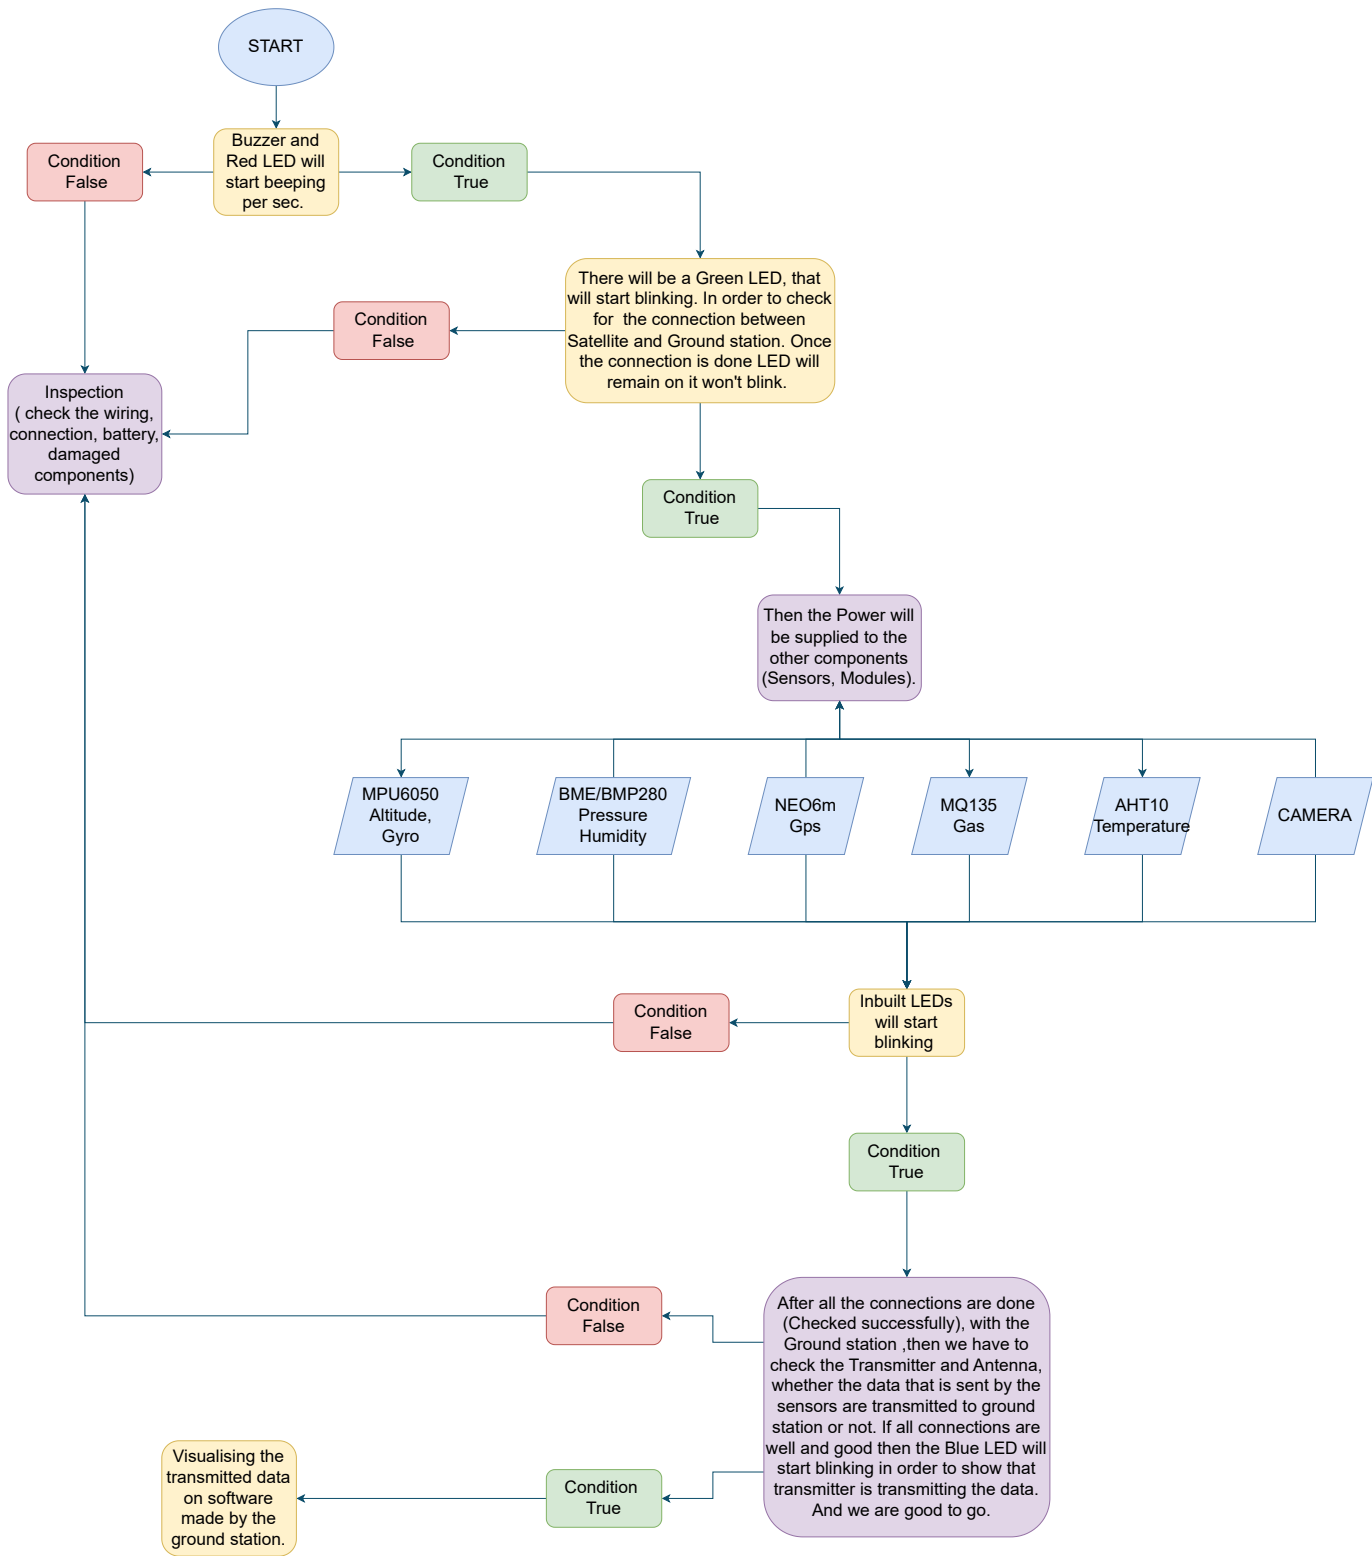 START
Buzzer and
Red LED will
start beeping
per sec.
Condition
False
Condition
True
There will be a Green LED, that
will start blinking. In order to check
for the connection between
Satellite and Ground station. Once
the connection is done LED will
remain on it won't blink.
Condition
False
Inspection
( check the wiring,
connection, battery,
damaged
components)
Condition
True
Then the Power will
be supplied to the
other components
(Sensors, Modules).
MPU6050
Altitude,
Gyro
BME/BMP280
Pressure
Humidity
NEO6m
Gps
MQ135
Gas
AHT10
Temperature
CAMERA
Inbuilt LEDs
will start
blinking
Condition
False
Condition
True
After all the connections are done
(Checked successfully), with the
Ground station ,then we have to
check the Transmitter and Antenna,
whether the data that is sent by the
sensors are transmitted to ground
station or not. If all connections are
well and good then the Blue LED will
start blinking in order to show that
transmitter is transmitting the data.
And we are good to go.
Condition
False
Condition
True
Visualising the
transmitted data
on software
made by the
ground station.